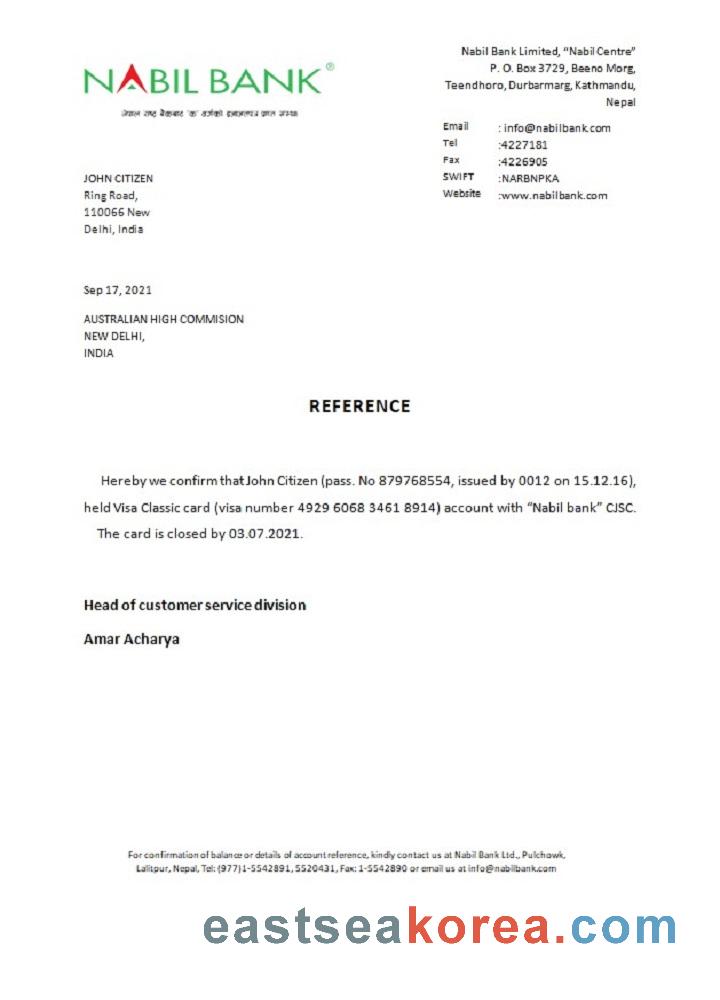 NABIL BANK®
नेपाल राष्ट्र बैंकबाट 'क' वर्गको इजाजतपत्र प्राप्त संस्था
Nabil Bank Limited, “Nabil Centre”
P. O. Box 3729, Beeno Morg,
Teendhoro, Durbarmarg, Kathmandu,
Nepal
Email : info@nabilbank.com
Tel :4227181
Fax :4226905
SWIFT :NARBNPKA
Website :www.nabilbank.com
JOHN CITIZEN
Ring Road,
110066 New
Delhi, India
Sep 17, 2021
AUSTRALIAN HIGH COMMISION
NEW DELHI,
INDIA
REFERENCE
Hereby we confirm that John Citizen (pass. No 879768554, issued by 0012 on 15.12.16),
held Visa Classic card (visa number 4929 6068 3461 8914) account with “Nabil bank” CJSC.
The card is closed by 03.07.2021.
Head of customer service division
Amar Acharya
For confirmation of balance or details of account reference, kindly contact us at Nabil Bank Ltd., Pulchowk,
Lalitpur, Nepal, Tel: (977)1-5542891, 5520431, Fax: 1-5542890 or email us at info@nabilbank.com
eastseakorea.com